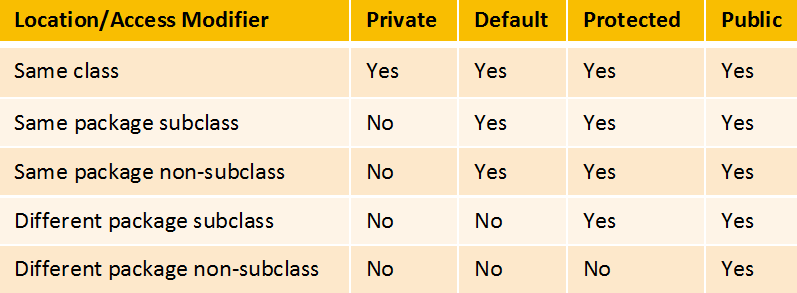 Location/Access Modifier Private Default Protected Public
Same class Yes Yes Yes Yes
Same package subclass No Yes Yes Yes
Same package non-subclass No Yes Yes Yes
Different package subclass No No Yes Yes
Different package non-subclass No No No Yes